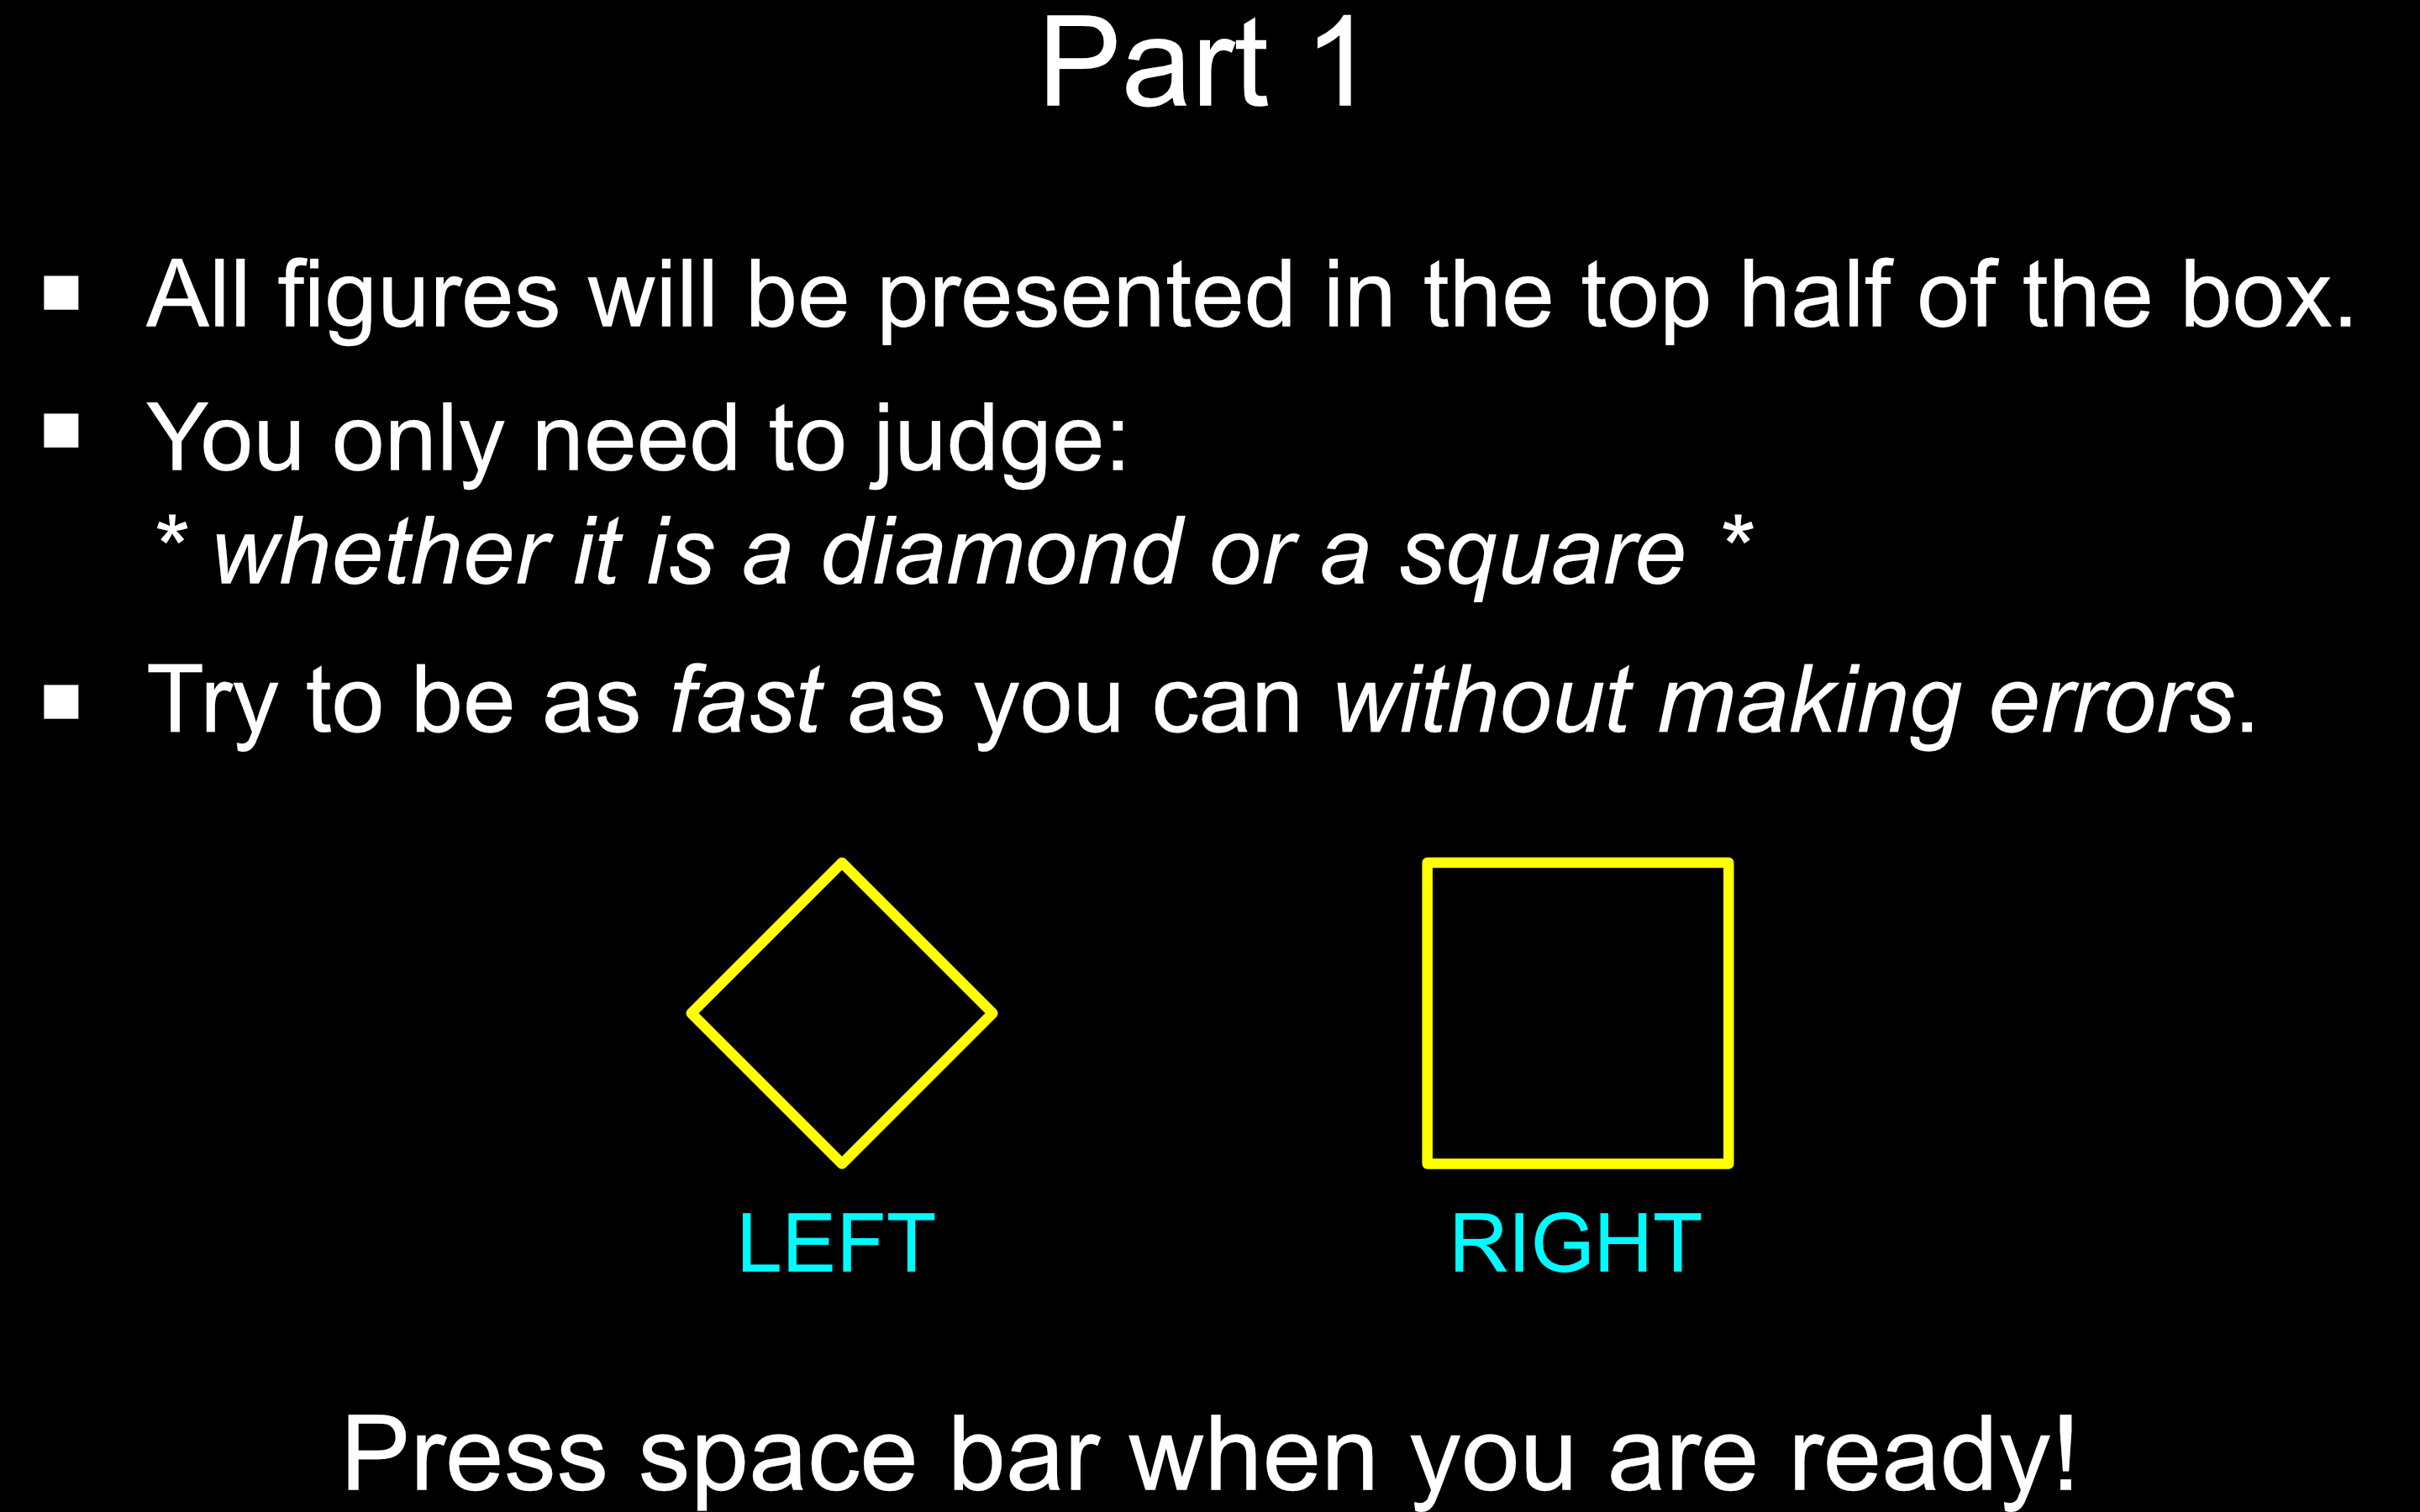 Part 1
▪ All figures will be presented in the top half of the box.
▪ You only need to judge:
* whether it is a diamond or a square *
▪ Try to be as fast as you can without making errors.
LEFT RIGHT
Press space bar when you are ready!